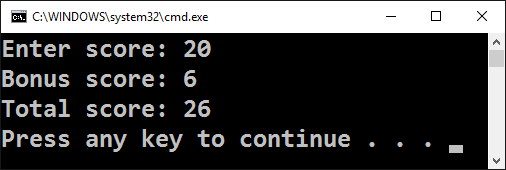 C:\WINDOWS\system32\cmd.exe
Enter score: 20
Bonus score: 6
Total score: 26
Press any key to continue . . .